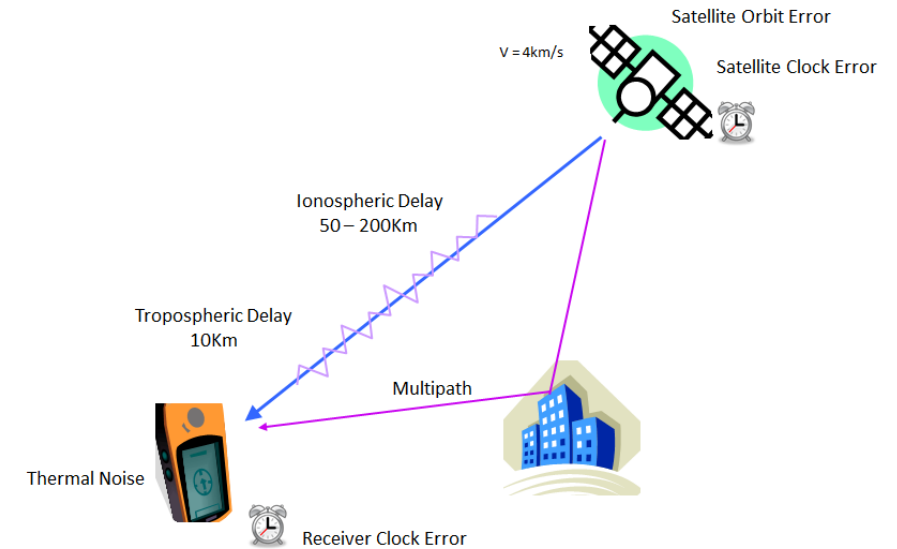 Satellite Orbit Error
V = 4km/s
Satellite Clock Error
Ionospheric Delay
50 – 200Km
Tropospheric Delay
10Km
Multipath
Thermal Noise
Receiver Clock Error